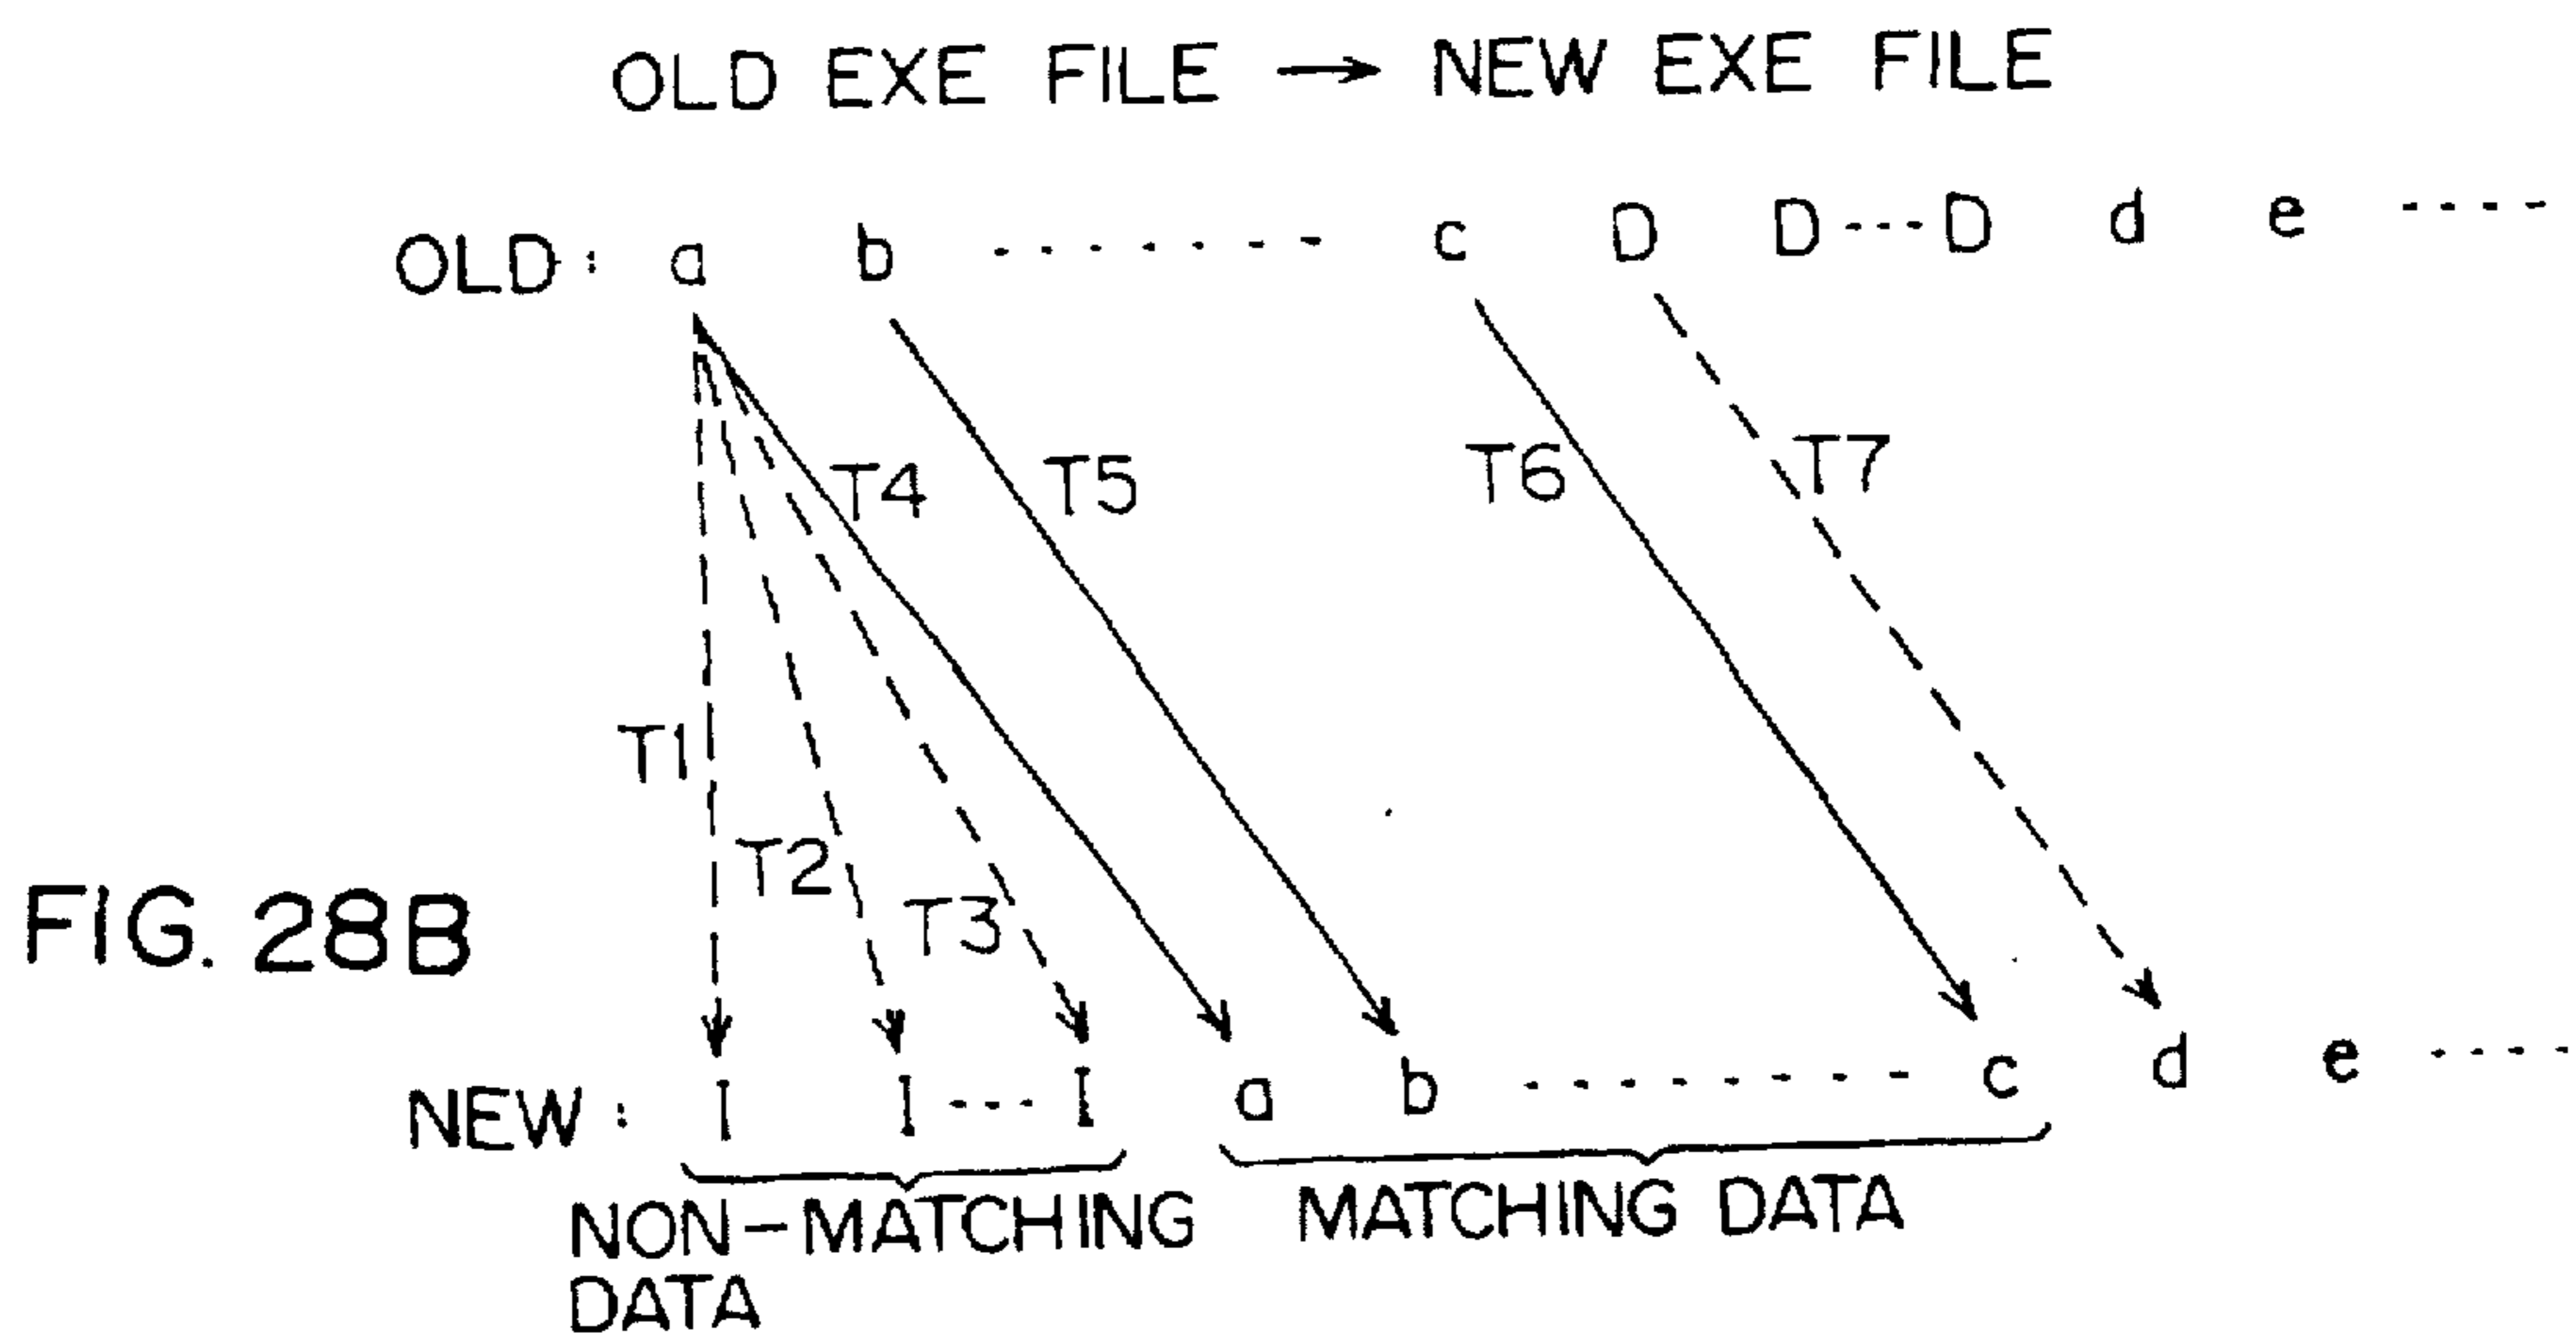 OLD EXE FILE → NEW EXE FILE
OLD: a b - - - - - - - - c D D---D d e ----
T4 T5 T6 T7
T1
T2
T3
FIG. 28B
NEW: I I---I a b - - - - - - - - - c d e ----
NON-MATCHING DATA
MATCHING DATA